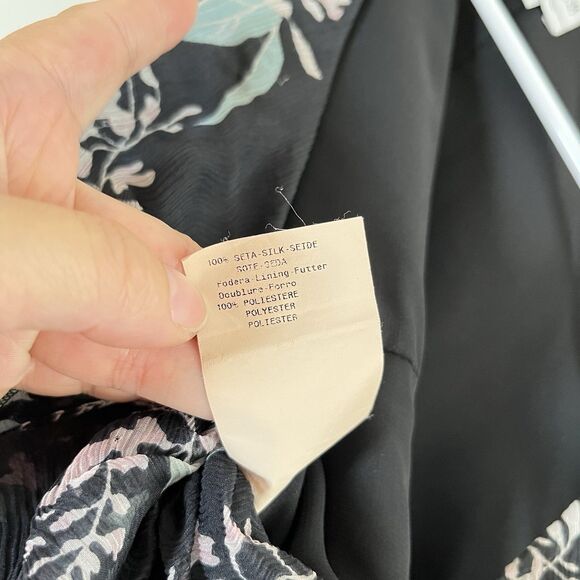 100% SETA-SILK-SEIDE
SOIE-SEDA
Fodera-Lining-Futter
Doublure-Forro
100% POLIESTERE
POLYESTER
POLIESTER